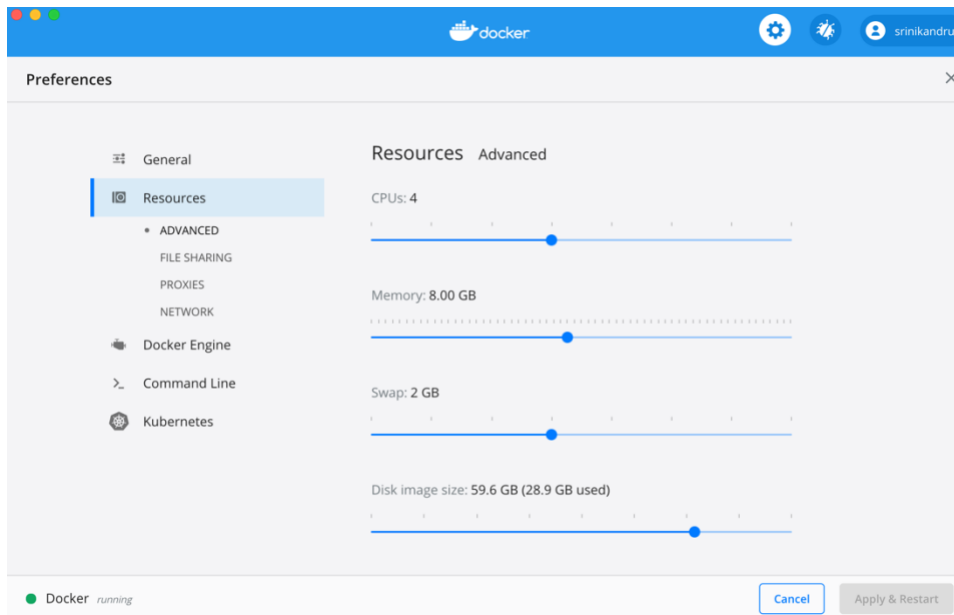 docker
srinikandru
Preferences
General
Resources
ADVANCED
FILE SHARING
PROXIES
NETWORK
Docker Engine
Command Line
Kubernetes
Resources Advanced
CPUs: 4
Memory: 8.00 GB
Swap: 2 GB
Disk image size: 59.6 GB (28.9 GB used)
Docker running
Cancel
Apply & Restart